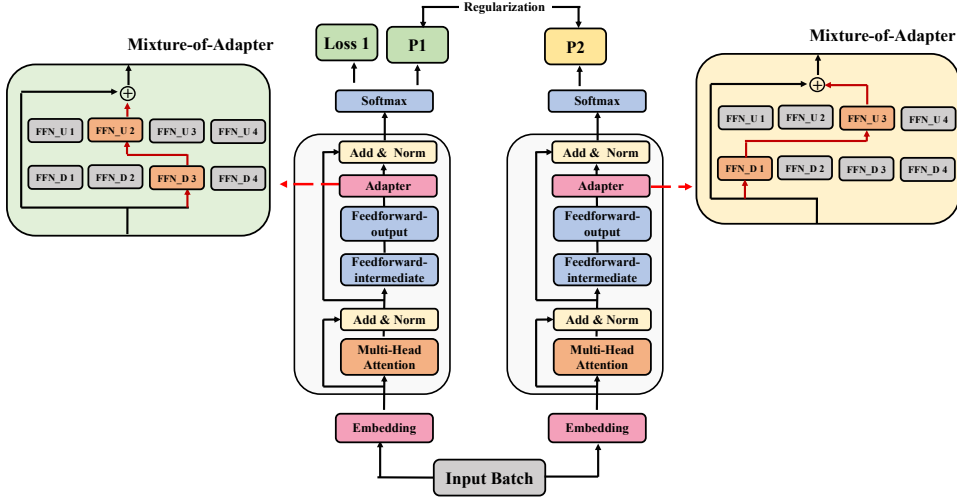 Regularization
Loss 1
P1
P2
Mixture-of-Adapter
Mixture-of-Adapter
Softmax
Softmax
FFN_U 1
FFN_U 2
FFN_U 3
FFN_U 4
FFN_D 1
FFN_D 2
FFN_D 3
FFN_D 4
Add & Norm
Adapter
Feedforward-
output
Feedforward-
intermediate
Add & Norm
Multi-Head
Attention
Embedding
Add & Norm
Adapter
Feedforward-
output
Feedforward-
intermediate
Add & Norm
Multi-Head
Attention
Embedding
FFN_U 1
FFN_U 2
FFN_U 3
FFN_U 4
FFN_D 1
FFN_D 2
FFN_D 3
FFN_D 4
Input Batch